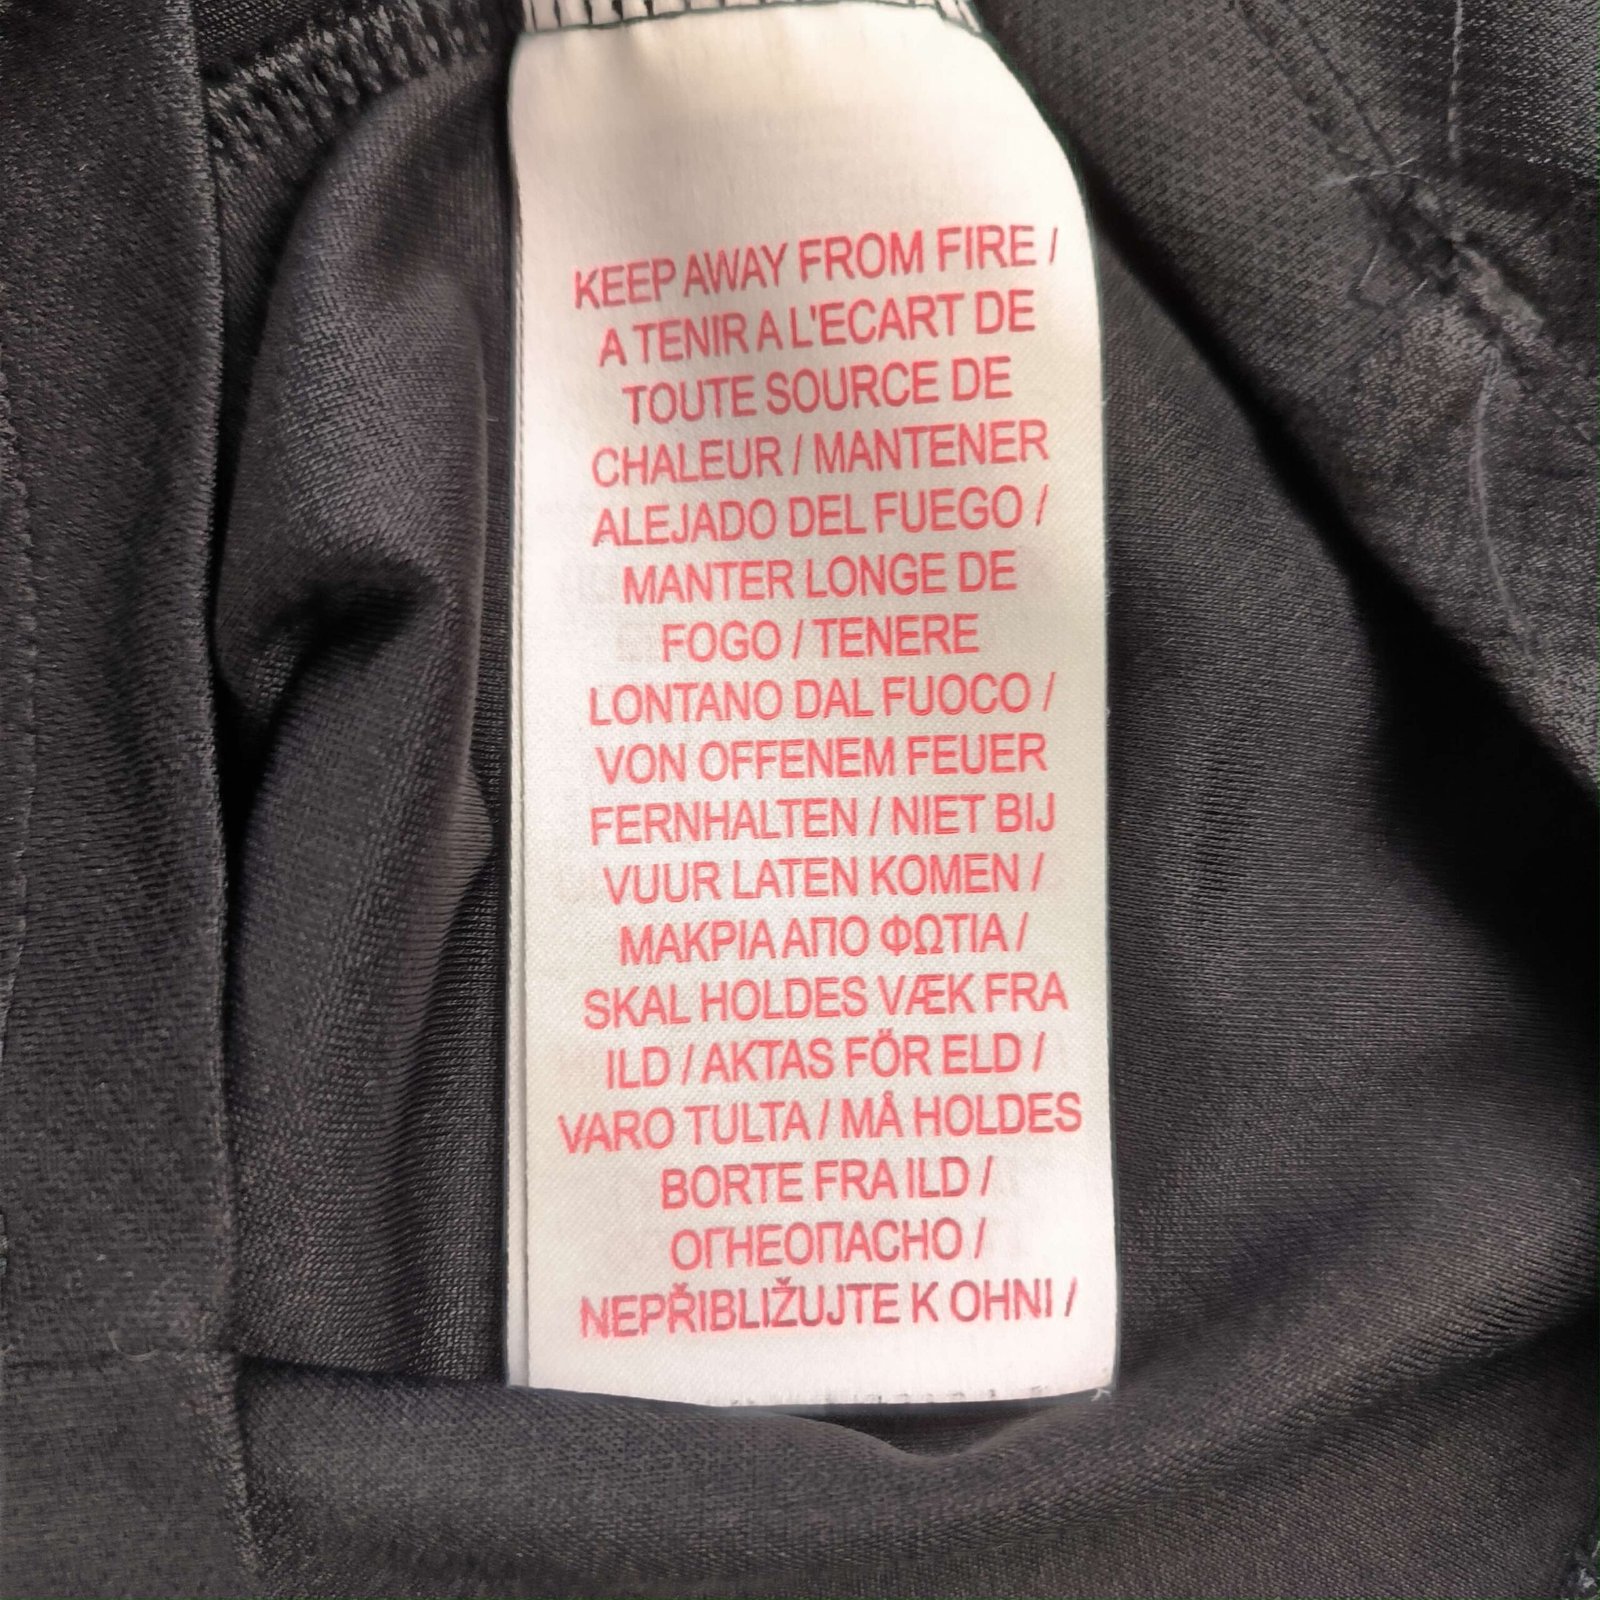 KEEP AWAY FROM FIRE /
A TENIR A L'ECART DE
TOUTE SOURCE DE
CHALEUR / MANTENER
ALEJADO DEL FUEGO /
MANTER LONGE DE
FOGO / TENERE
LONTANO DAL FUOCO /
VON OFFENEM FEUER
FERNHALTEN / NIET BIJ
VUUR LATEN KOMEN /
ΜΑΚΡΙΑ ΑΠΟ ΦΩΤΙΑ /
SKAL HOLDES VÆK FRA
ILD / AKTAS FÖR ELD /
VARO TULTA / MÅ HOLDES
BORTE FRA ILD /
ОГНЕОПАСНО /
NEPŘIBLIŽUJTE K OHNI /